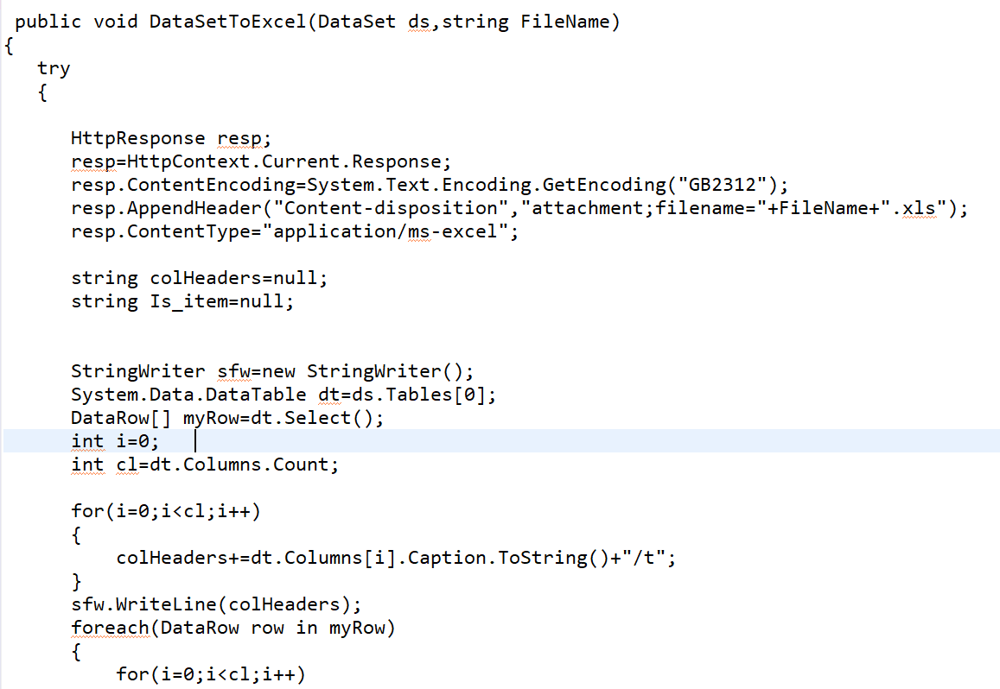 public void DataSetToExcel(DataSet ds,string FileName)
{
try
{
HttpResponse resp;
resp=HttpContext.Current.Response;
resp.ContentEncoding=System.Text.Encoding.GetEncoding("GB2312");
resp.AppendHeader("Content-disposition","attachment;filename="+FileName+".xls");
resp.ContentType="application/ms-excel";
string colHeaders=null;
string Is_item=null;
StringWriter sfw=new StringWriter();
System.Data.DataTable dt=ds.Tables[0];
DataRow[] myRow=dt.Select();
int i=0;
int cl=dt.Columns.Count;
for(i=0;i<cl;i++)
{
colHeaders+=dt.Columns[i].Caption.ToString()+"/t";
}
sfw.WriteLine(colHeaders);
foreach(DataRow row in myRow)
{
for(i=0;i<cl;i++)